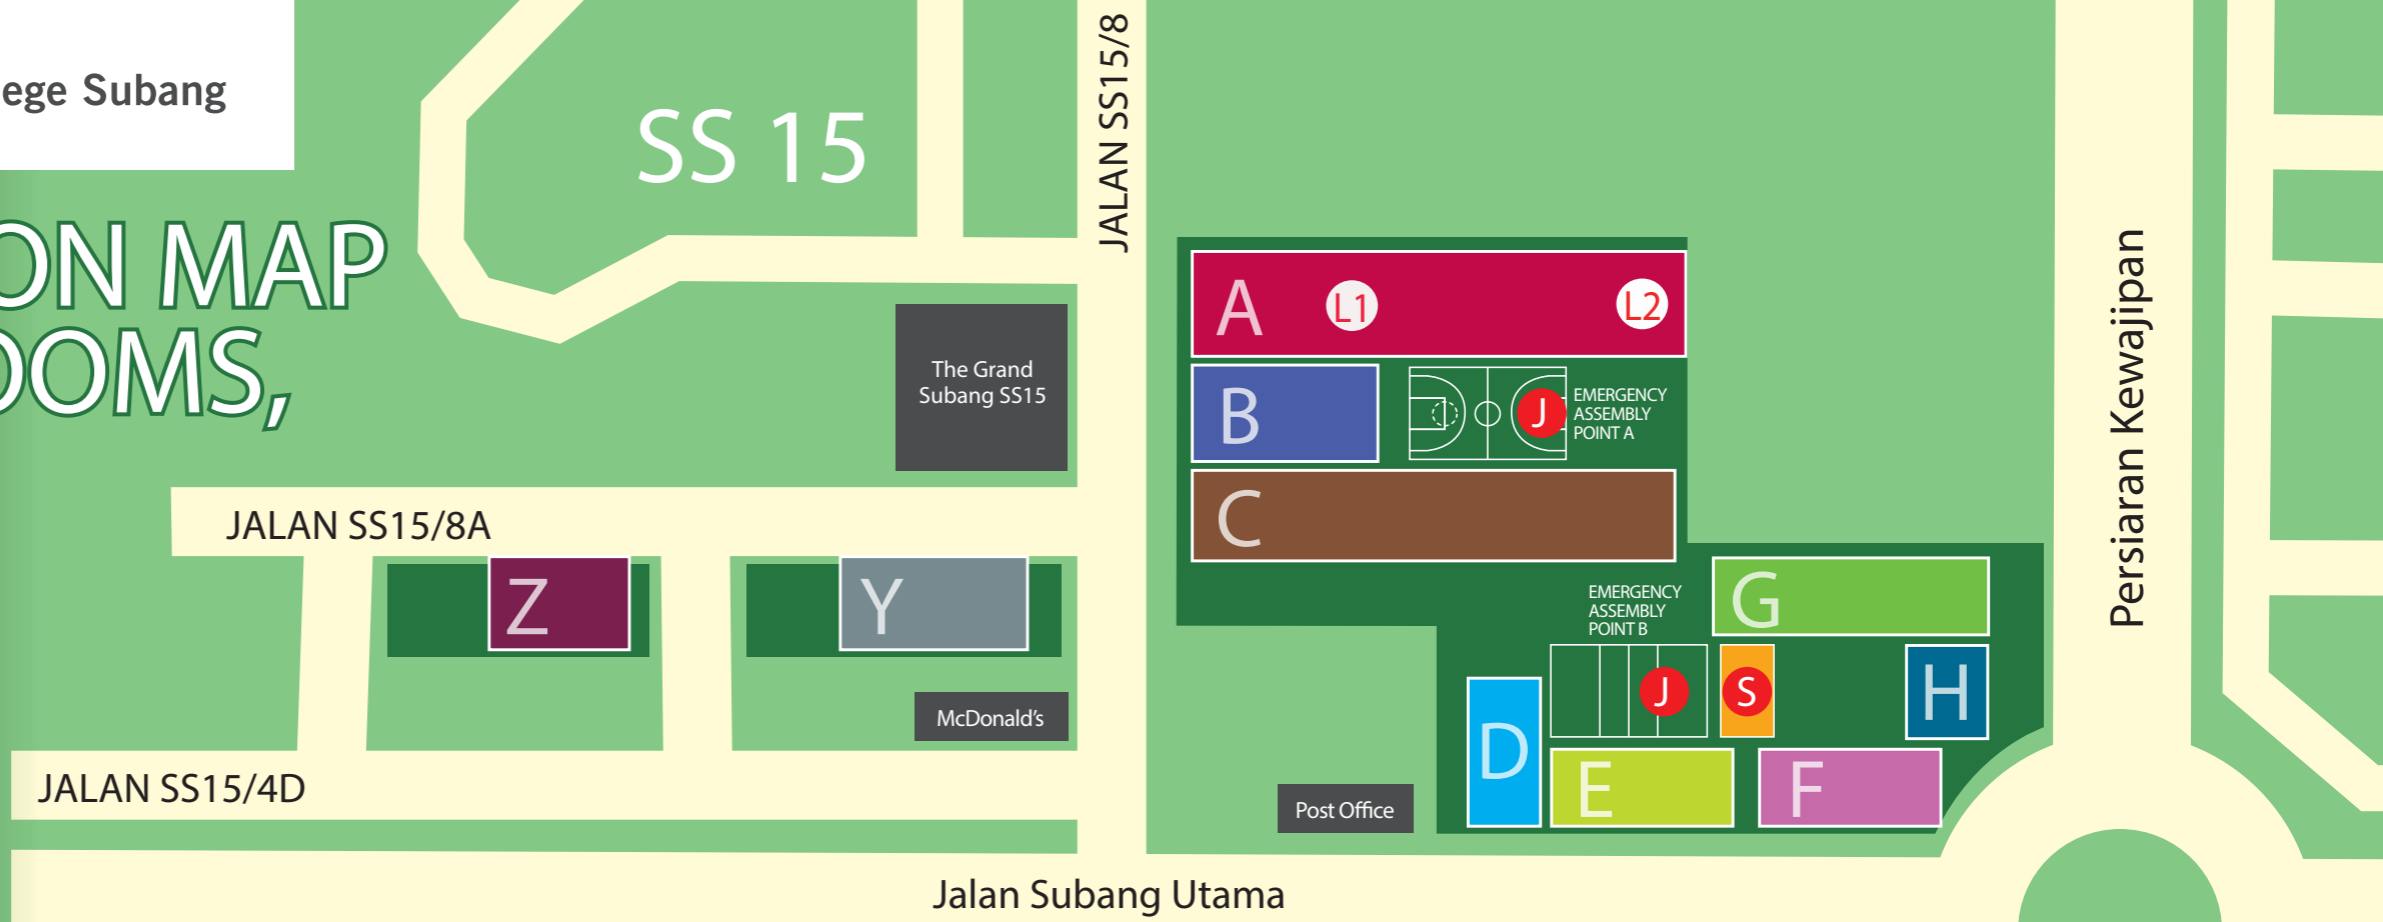 ege Subang
ON MAP
OOMS,
SS 15
JALAN SS15/8
The Grand
Subang SS15
A
L1
L2
B
J
EMERGENCY
ASSEMBLY
POINT A
C
Persiaran Kewajipan
JALAN SS15/8A
Z
Y
McDonald's
EMERGENCY
ASSEMBLY
POINT B
G
J
S
H
D
E
F
Post Office
JALAN SS15/4D
Jalan Subang Utama